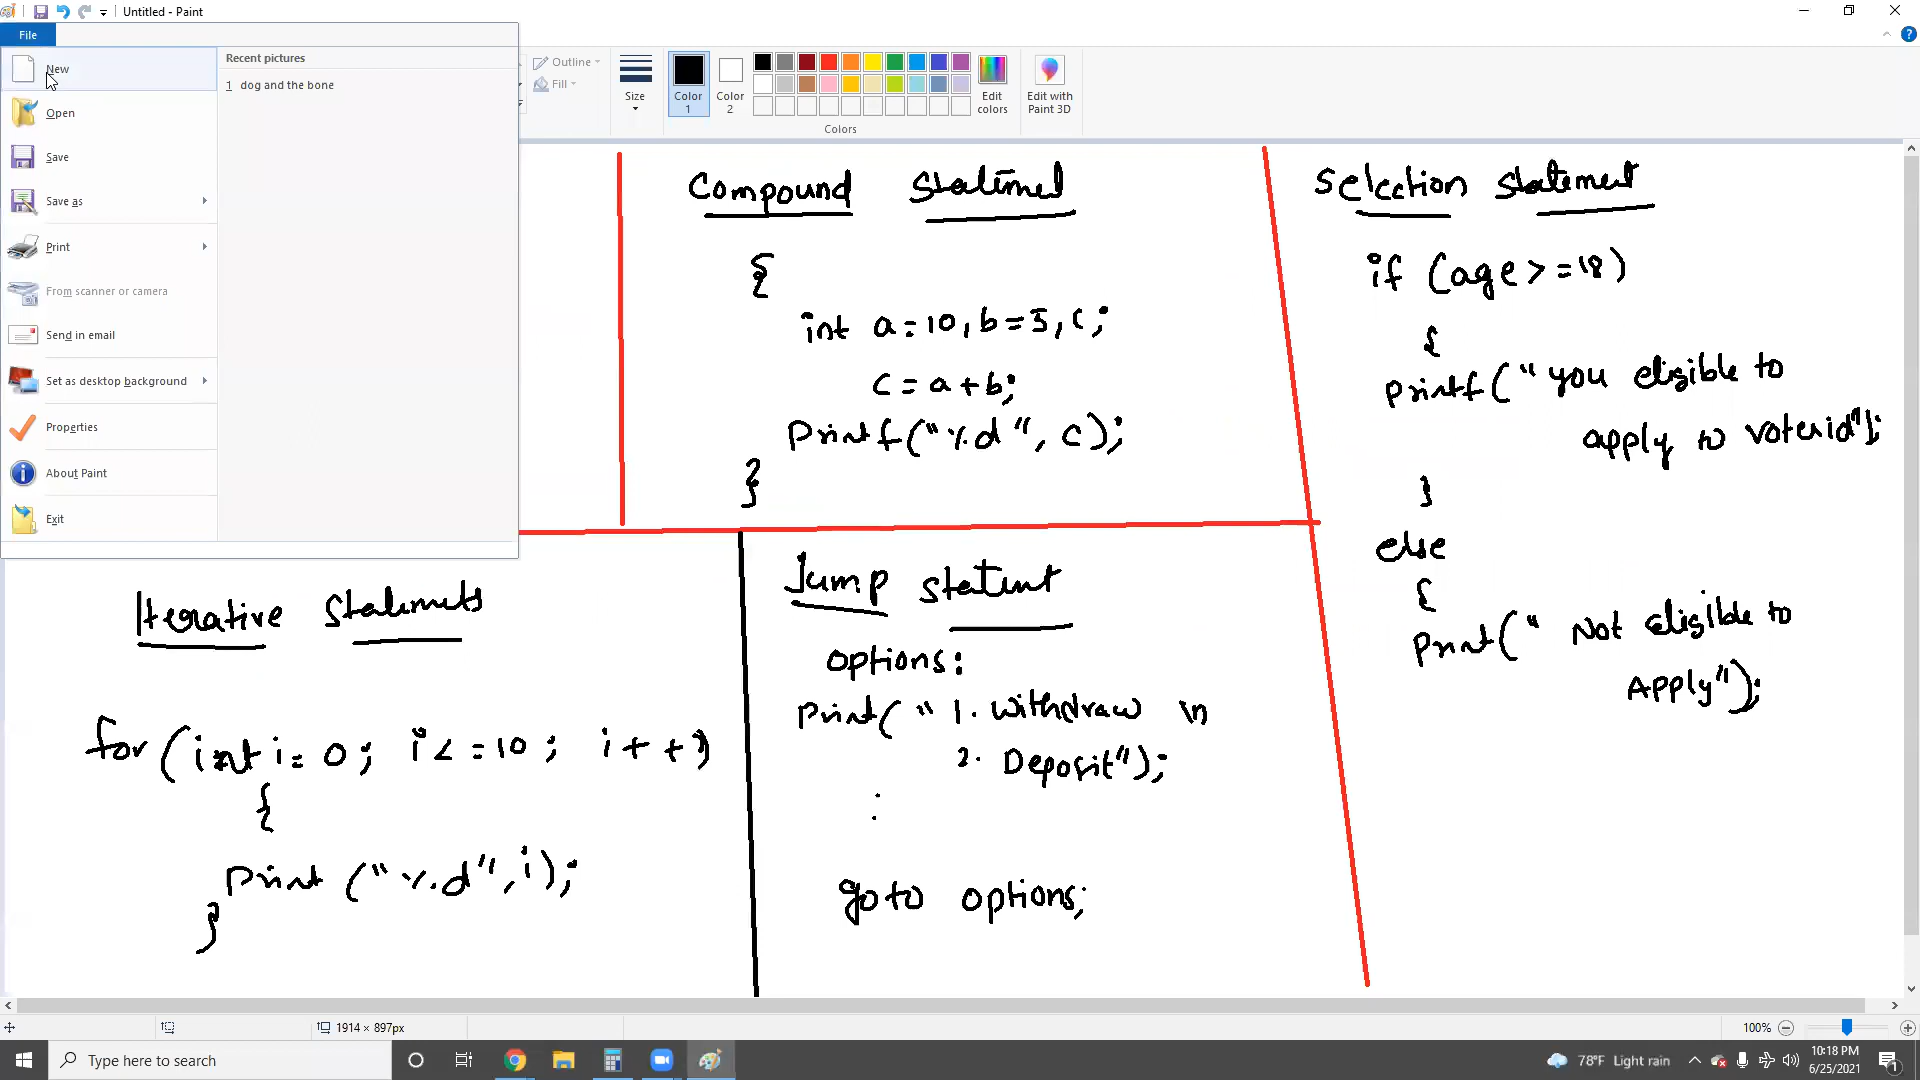 Untitled - Paint
File
New
Open
Save
Save as
Print
From scanner or camera
Send in email
Set as desktop background
Properties
About Paint
Exit
Recent pictures
1 dog and the bone
Outline
Fill
Size
Color 1
Color 2
Edit colors
Edit with Paint 3D
Colors
Compound
{
int a=10, b=5, c;
c = a + b;
Printf("%d", c);
}
Selection statement
if (age >= 18)
{
printf("you eligible to
apply to voterid");
}
else
{
print(" Not eligible to
Apply");
Iterative
for (int i= 0; i<=10; i++)
{
print ("%d", i);
}
Jump
options:
print(" 1. Withdraw \n
2. Deposit");
:
goto options;
1914 × 897px
100%
Type here to search
78°F Light rain
10:18 PM
6/25/2021
1